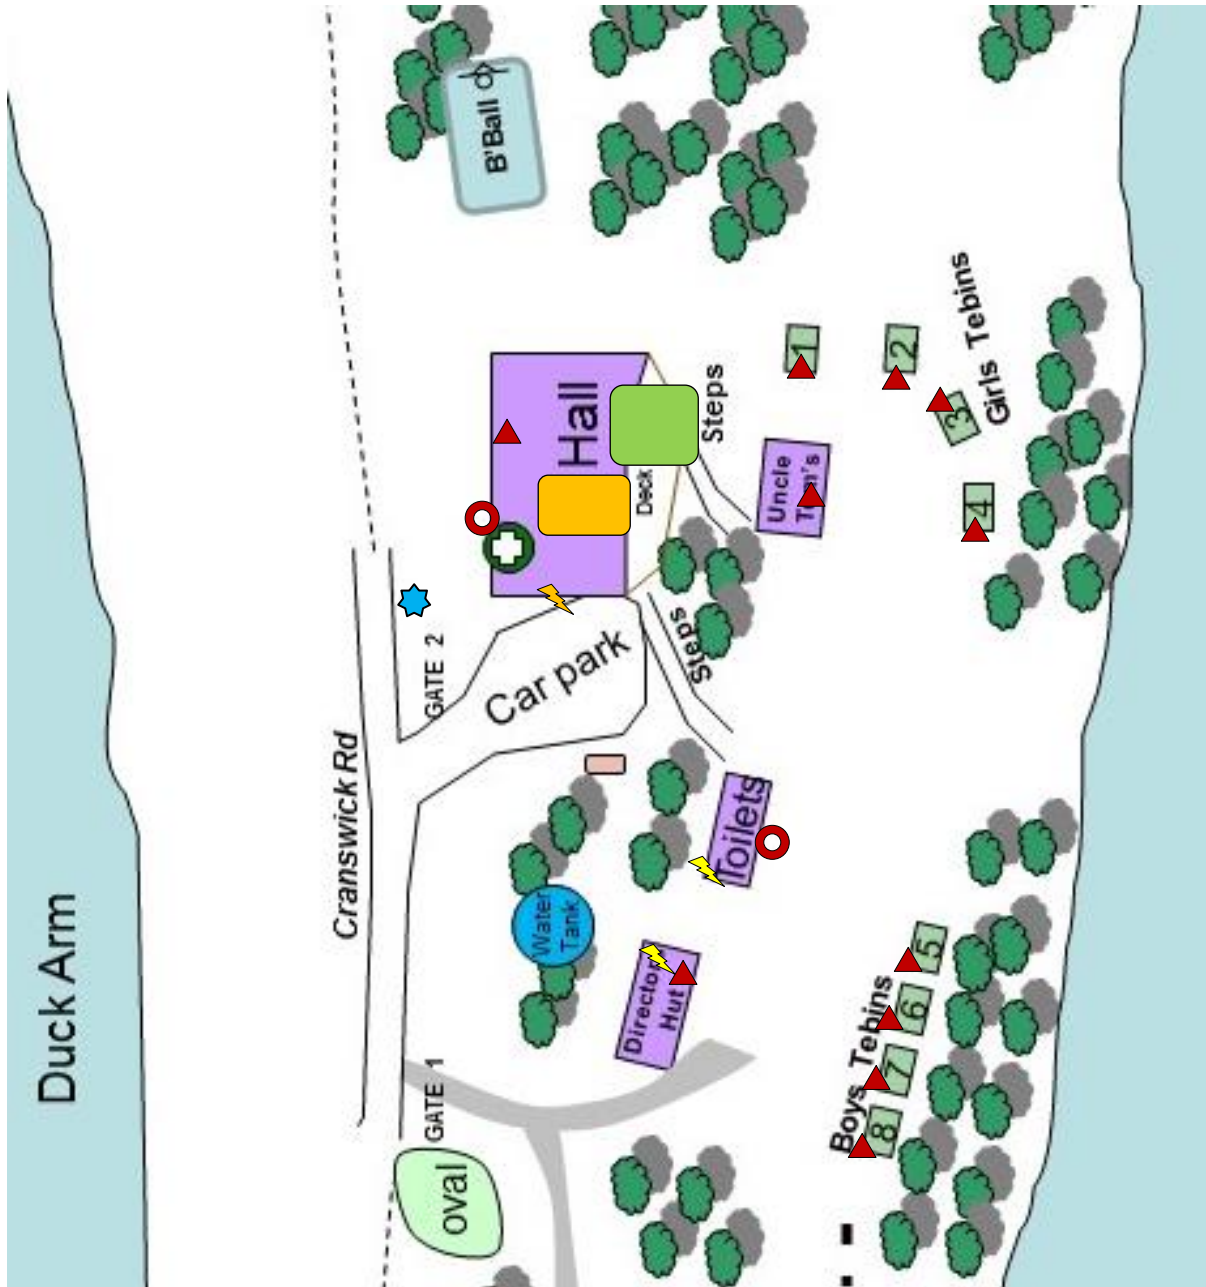 B'Ball
Hall
Deck
Steps
1
2
3
4
Girls Tebins
Uncle
Steps
GATE 2
Car park
Cranswick Rd
Toilets
Water
Tank
Director
Hut
Duck Arm
GATE 1
oval
Boys Tebins
5
6
7
8